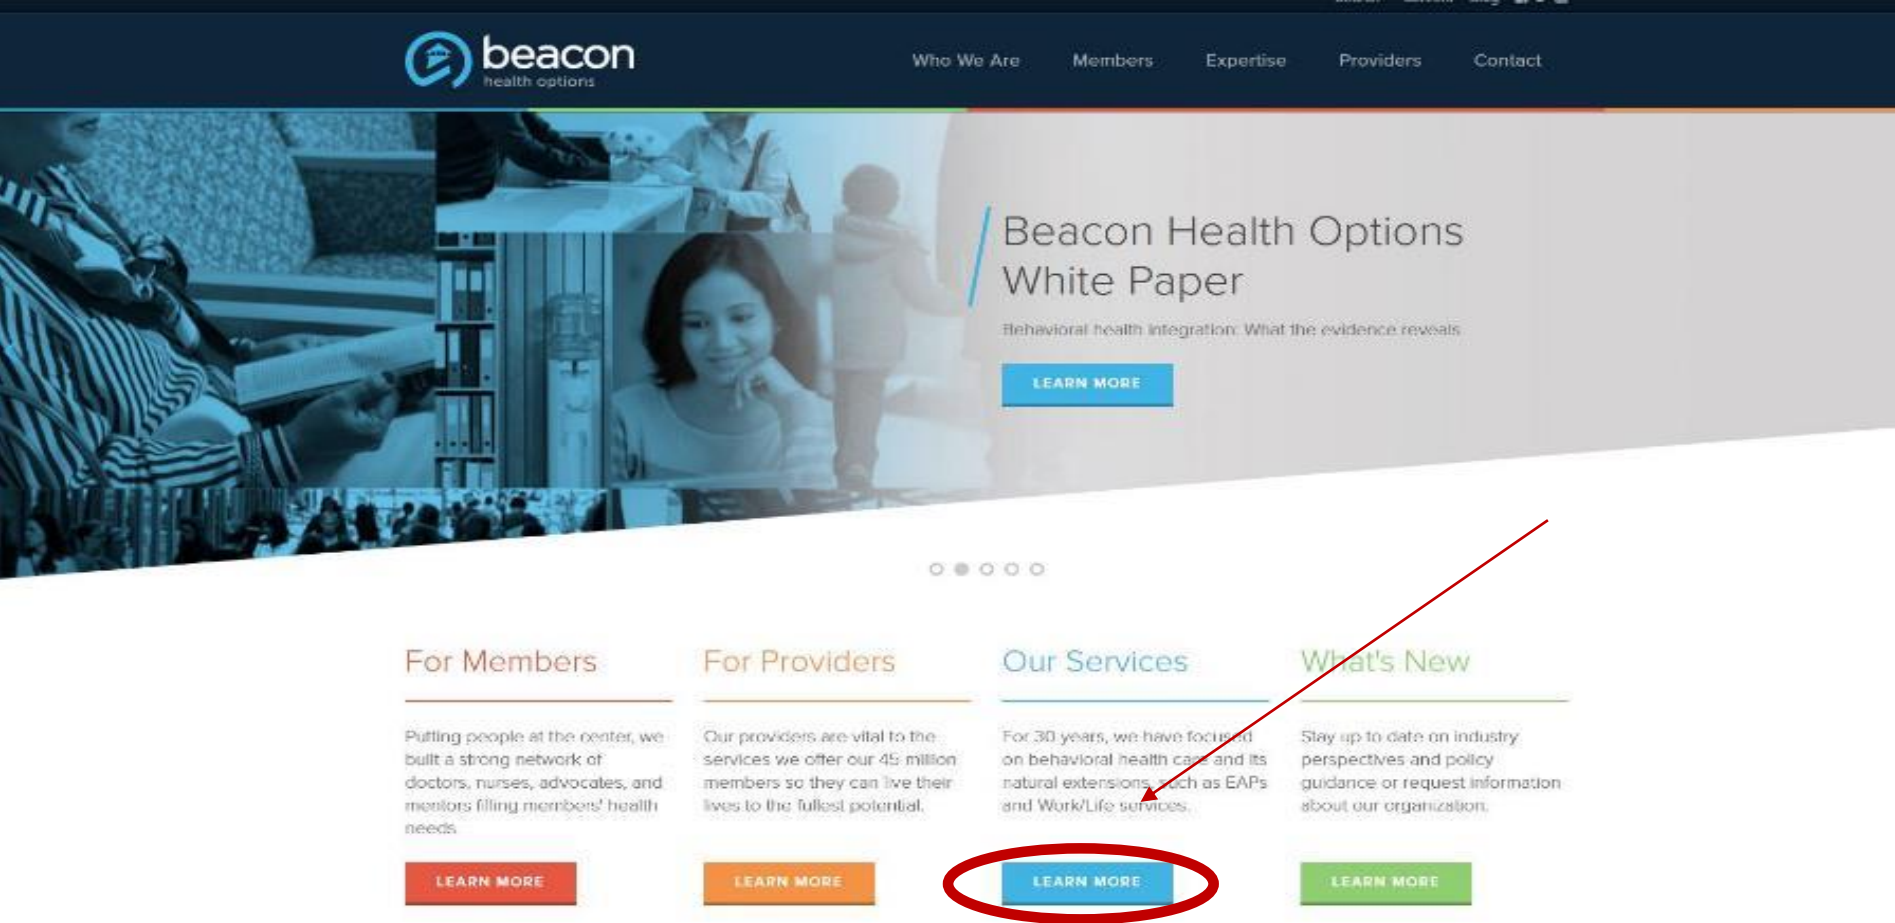 beacon
health options
Who We Are Members Expertise Providers Contact
Beacon Health Options
White Paper
Behavioral health integration: What the evidence reveals
LEARN MORE
For Members
Putting people at the center, we
built a strong network of
doctors, nurses, advocates, and
mentors filling members' health
needs.
LEARN MORE
For Providers
Our providers are vital to the
services we offer our 45 million
members so they can live their
lives to the fullest potential.
LEARN MORE
Our Services
For 30 years, we have focused
on behavioral health care and its
natural extensions, such as EAPs
and Work/Life services.
LEARN MORE
What's New
Stay up to date on industry
perspectives and policy
guidance or request information
about our organization.
LEARN MORE